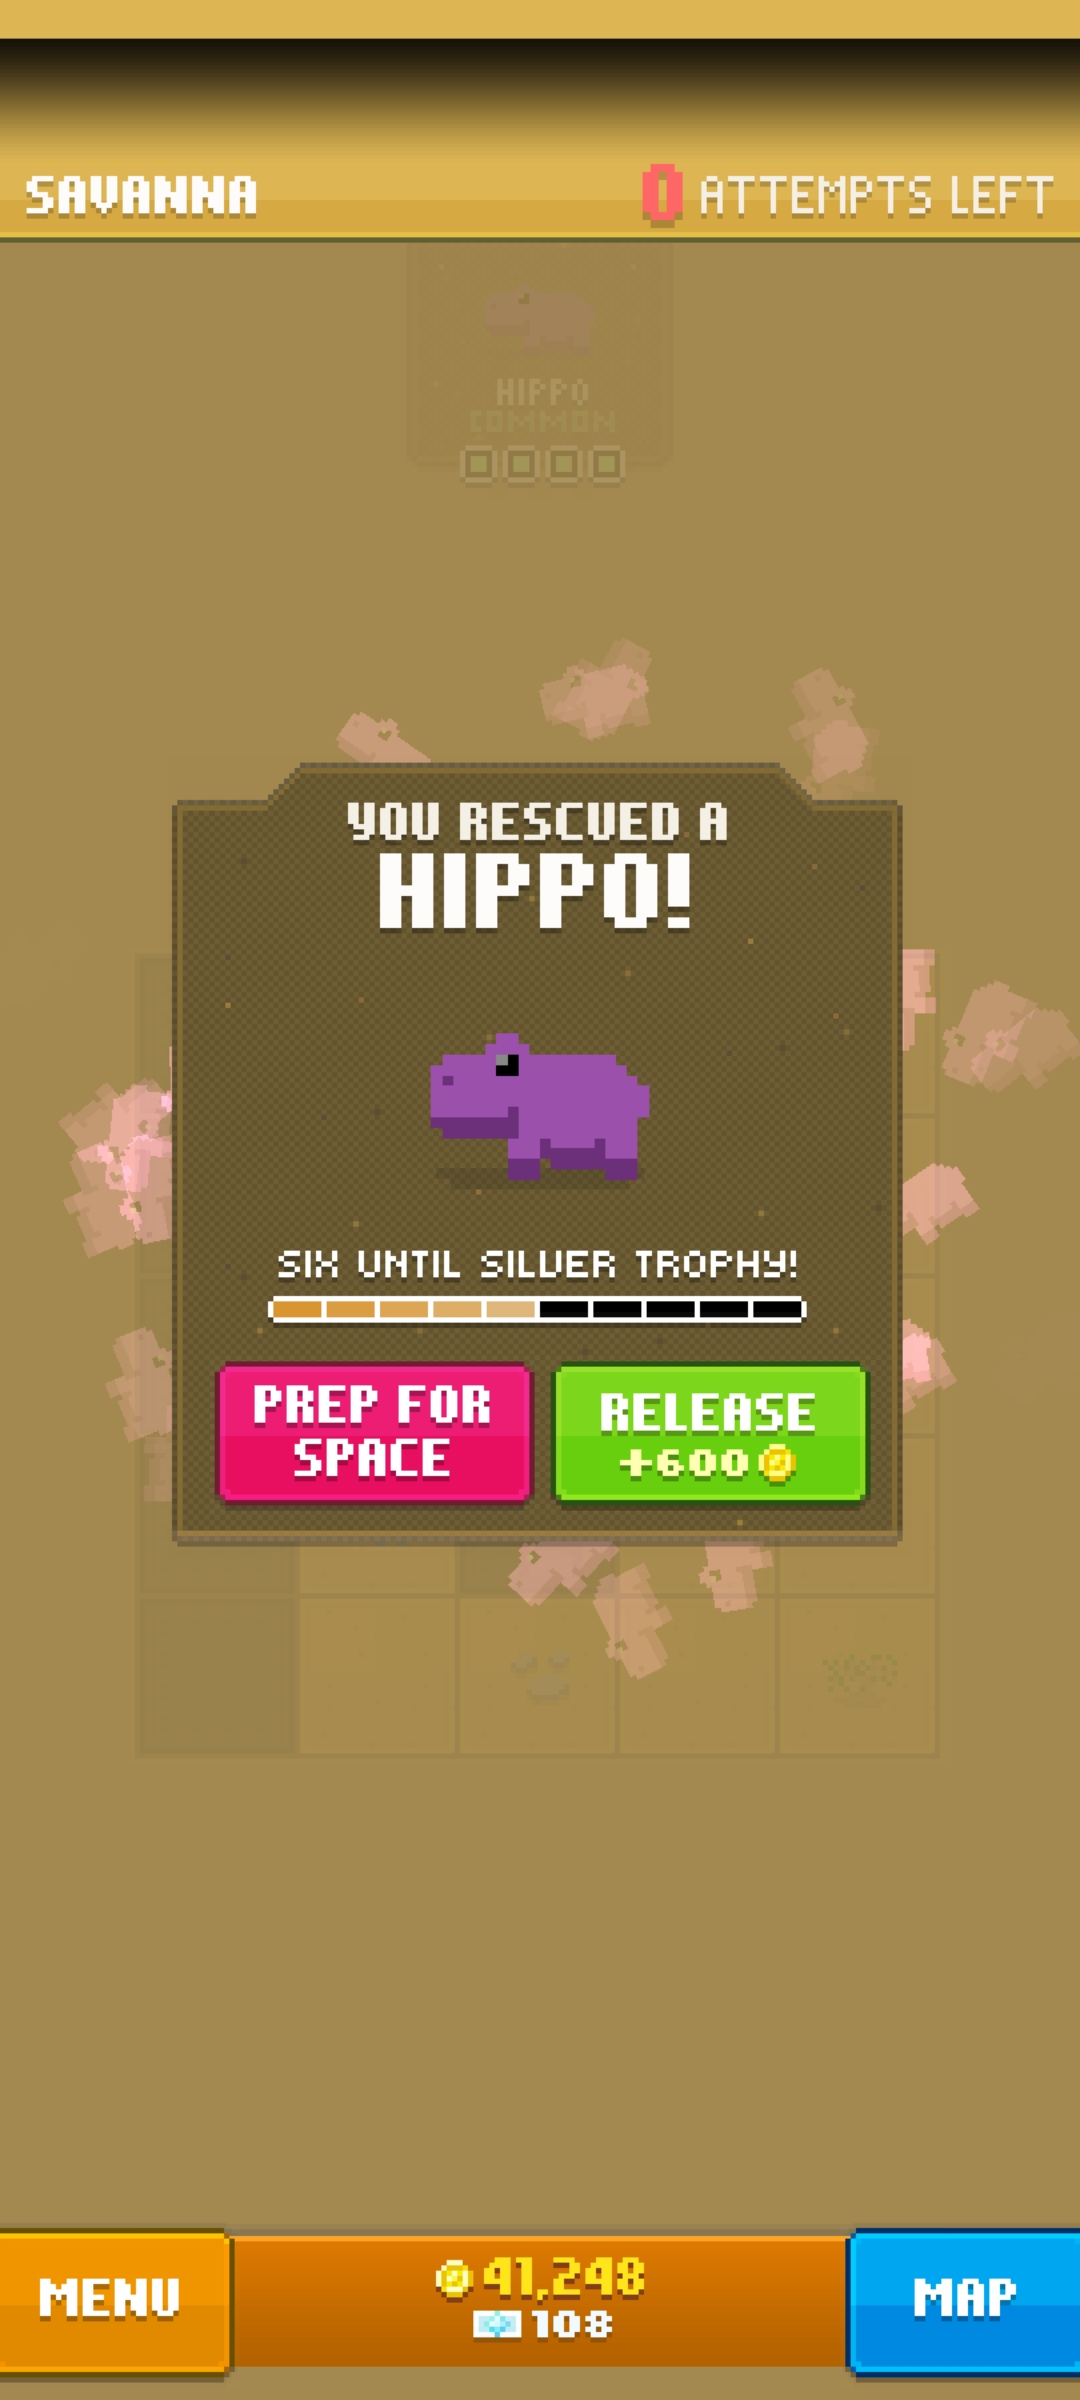 SAVANNA
0 ATTEMPTS LEFT
HIPPO
COMMON
YOU RESCUED A
HIPPO!
SIX UNTIL SILVER TROPHY!
PREP FOR
SPACE
RELEASE
+600
MENU
41,248
108
MAP